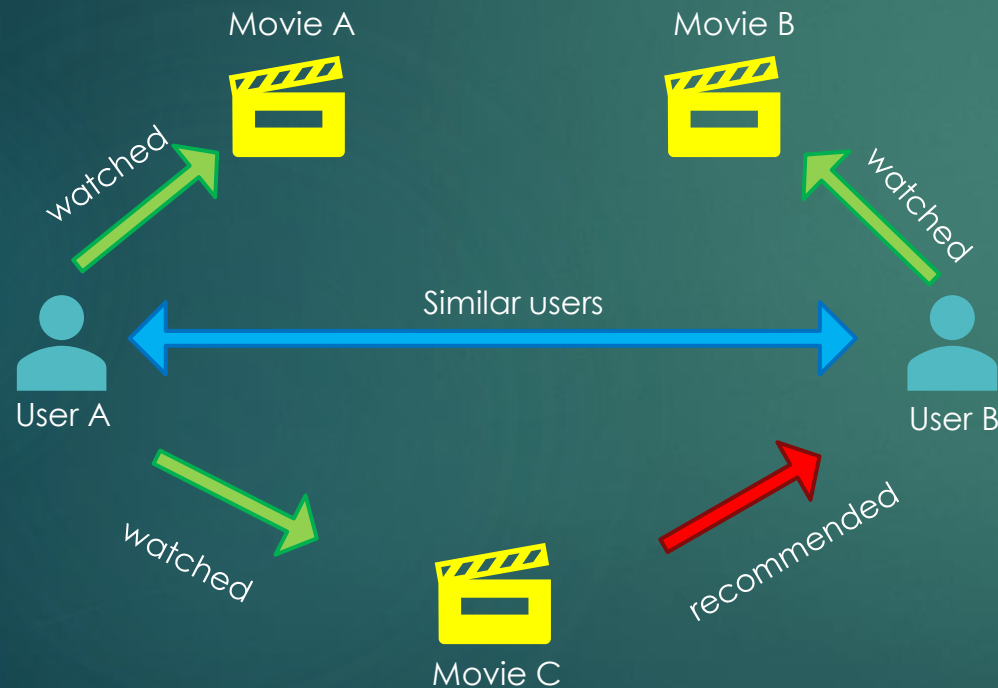 Movie A
Movie B
watched
watched
Similar users
User A
User B
watched
recommended
Movie C